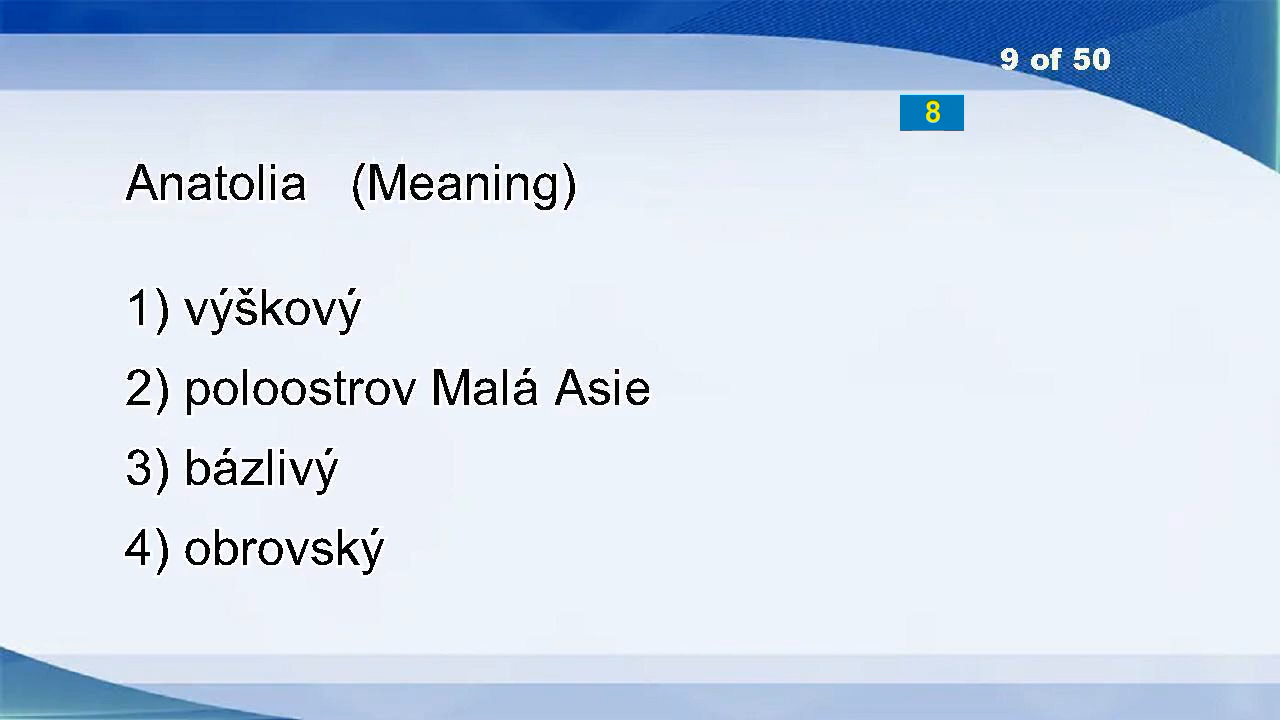 9 of 50
8
Anatolia (Meaning)
1) výškový
2) poloostrov Malá Asie
3) bázlivý
4) obrovský